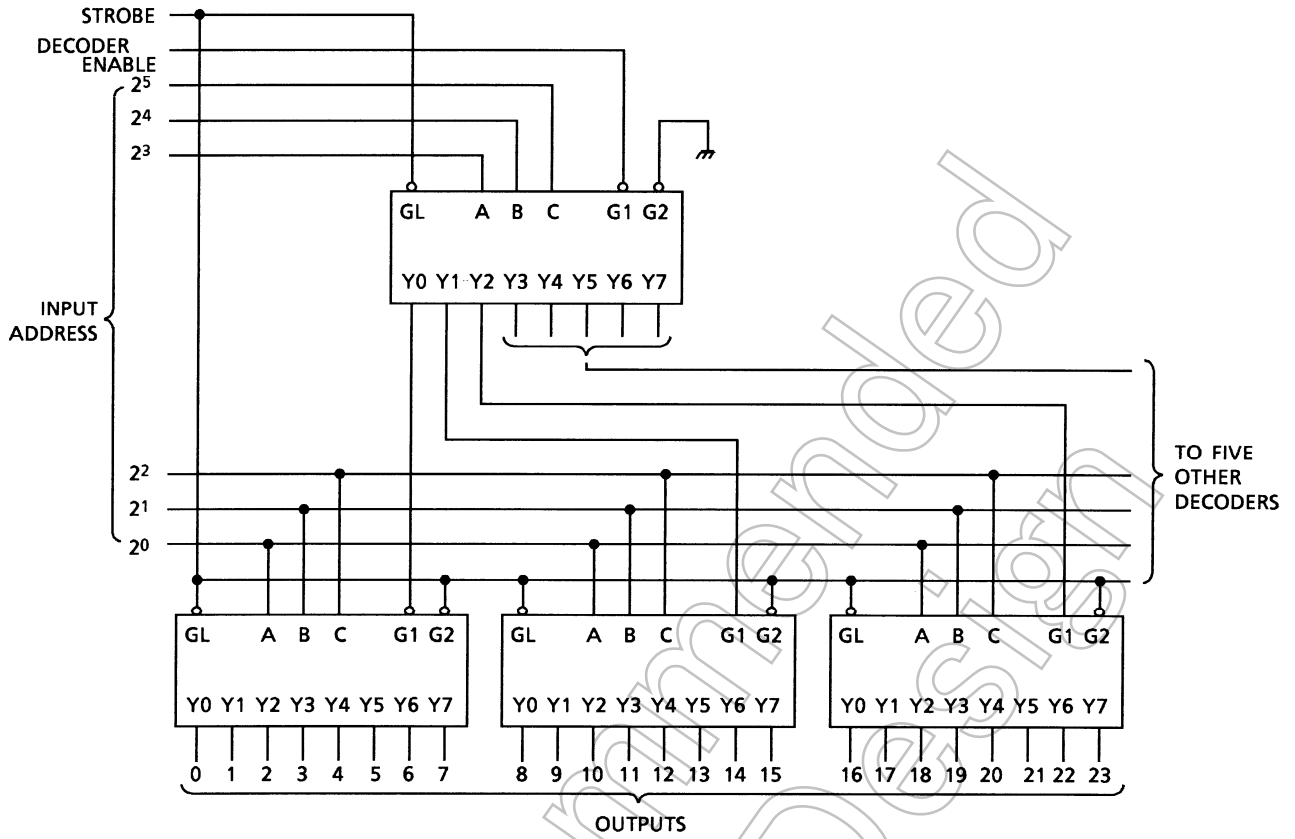 STROBE
DECODER
ENABLE
2⁵
2⁴
2³
GL A B C G1 G2
Y0 Y1 Y2 Y3 Y4 Y5 Y6 Y7
INPUT
ADDRESS
TO FIVE
OTHER
DECODERS
2²
2¹
2⁰
GL A B C G1 G2
Y0 Y1 Y2 Y3 Y4 Y5 Y6 Y7
0 1 2 3 4 5 6 7
GL A B C G1 G2
Y0 Y1 Y2 Y3 Y4 Y5 Y6 Y7
8 9 10 11 12 13 14 15
GL A B C G1 G2
Y0 Y1 Y2 Y3 Y4 Y5 Y6 Y7
16 17 18 19 20 21 22 23
OUTPUTS
mmended
Design